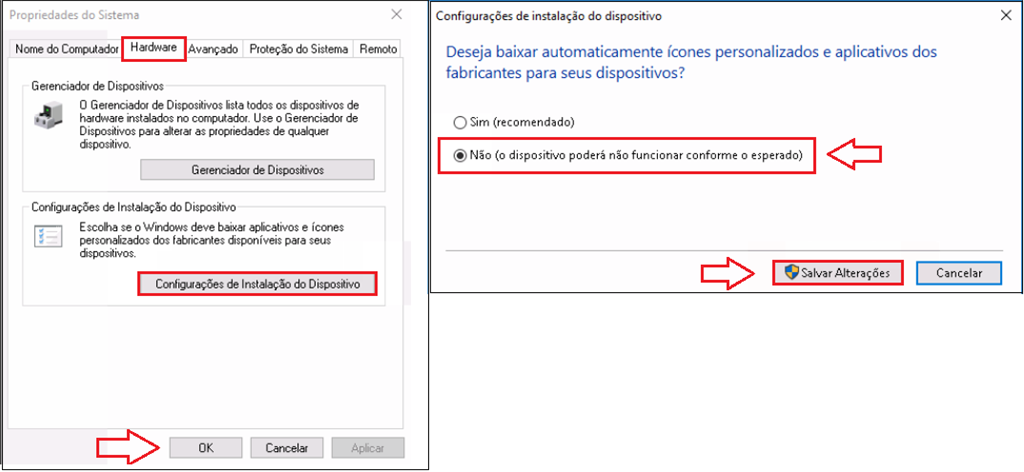 Propriedades do Sistema
Nome do Computador Hardware Avançado Proteção do Sistema Remoto
Gerenciador de Dispositivos
O Gerenciador de Dispositivos lista todos os dispositivos de
hardware instalados no computador. Use o Gerenciador de
Dispositivos para alterar as propriedades de qualquer
dispositivo.
Gerenciador de Dispositivos
Configurações de Instalação do Dispositivo
Escolha se o Windows deve baixar aplicativos e ícones
personalizados dos fabricantes disponíveis para seus
dispositivos.
Configurações de Instalação do Dispositivo
OK Cancelar Aplicar
Configurações de instalação do dispositivo
Deseja baixar automaticamente ícones personalizados e aplicativos dos
fabricantes para seus dispositivos?
Sim (recomendado)
Não (o dispositivo poderá não funcionar conforme o esperado)
Salvar Alterações Cancelar